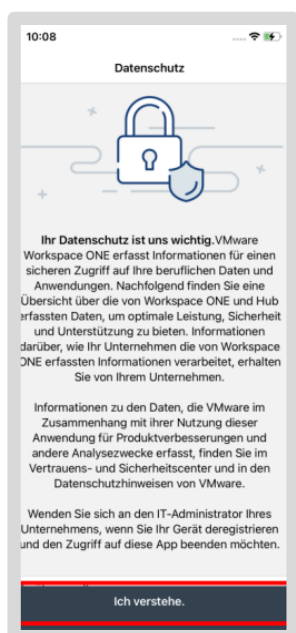 10:08
Datenschutz
Ihr Datenschutz ist uns wichtig.VMware
Workspace ONE erfasst Informationen für einen
sicheren Zugriff auf Ihre beruflichen Daten und
Anwendungen. Nachfolgend finden Sie eine
Übersicht über die von Workspace ONE und Hub
erfassten Daten, um optimale Leistung, Sicherheit
und Unterstützung zu bieten. Informationen
darüber, wie Ihr Unternehmen die von Workspace
ONE erfassten Informationen verarbeitet, erhalten
Sie von Ihrem Unternehmen.
Informationen zu den Daten, die VMware im
Zusammenhang mit ihrer Nutzung dieser
Anwendung für Produktverbesserungen und
andere Analysezwecke erfasst, finden Sie im
Vertrauens- und Sicherheitscenter und in den
Datenschutzhinweisen von VMware.
Wenden Sie sich an den IT-Administrator Ihres
Unternehmens, wenn Sie Ihr Gerät deregistrieren
und den Zugriff auf diese App beenden möchten.
Ich verstehe.